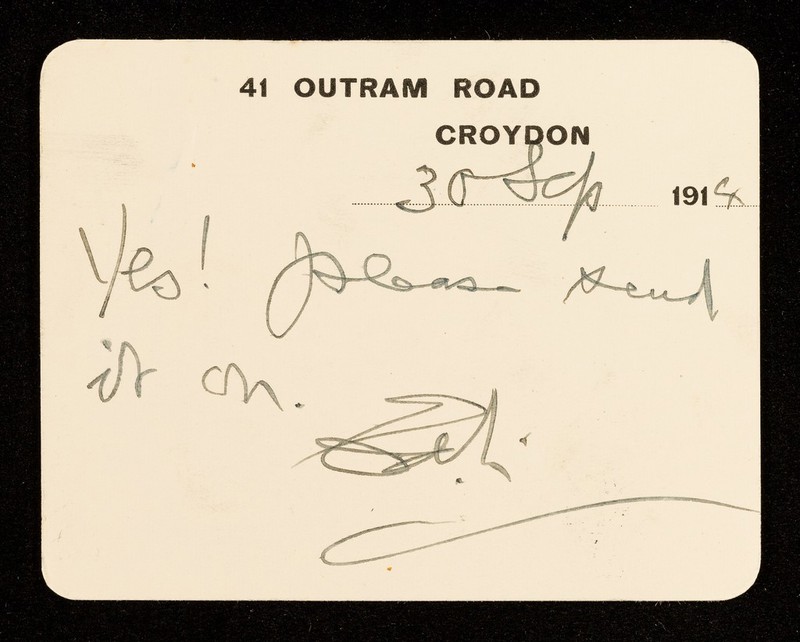 41 OUTRAM ROAD
CROYDON
30 Sep 1914
Yes! please send
it on.